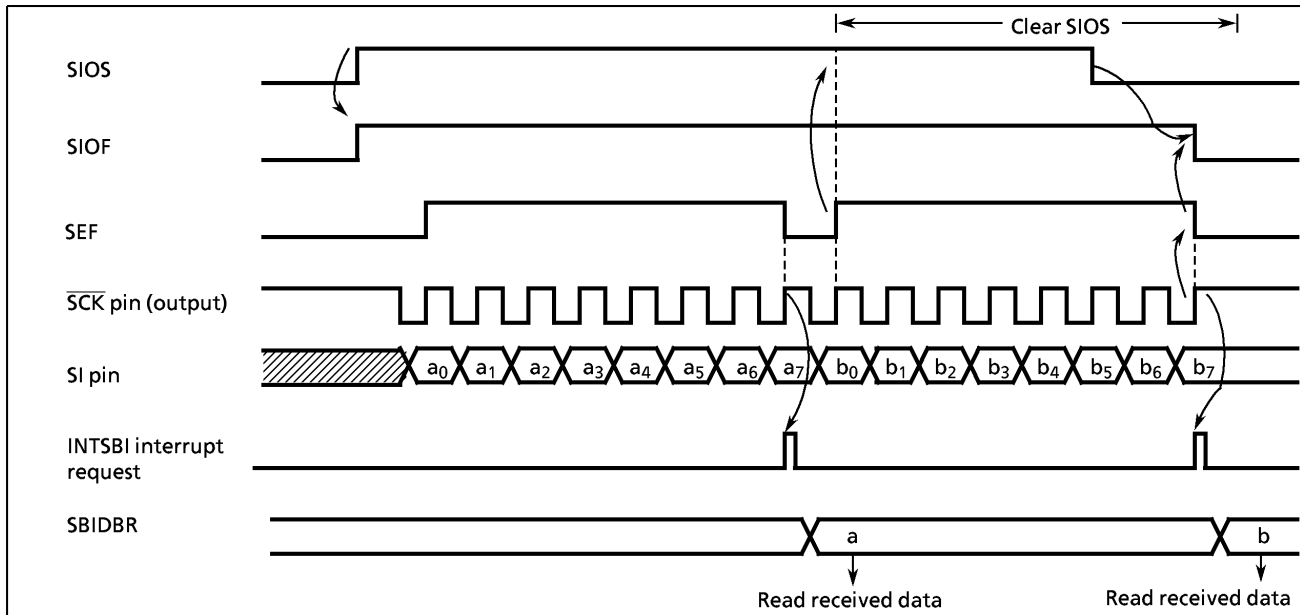 Clear SIOS
SIOS
SIOF
SEF
S̅C̅K̅ pin (output)
SI pin
a₀ a₁ a₂ a₃ a₄ a₅ a₆ a₇ b₀ b₁ b₂ b₃ b₄ b₅ b₆ b₇
INTSBI interrupt
request
SBIDBR
a b
Read received data Read received data